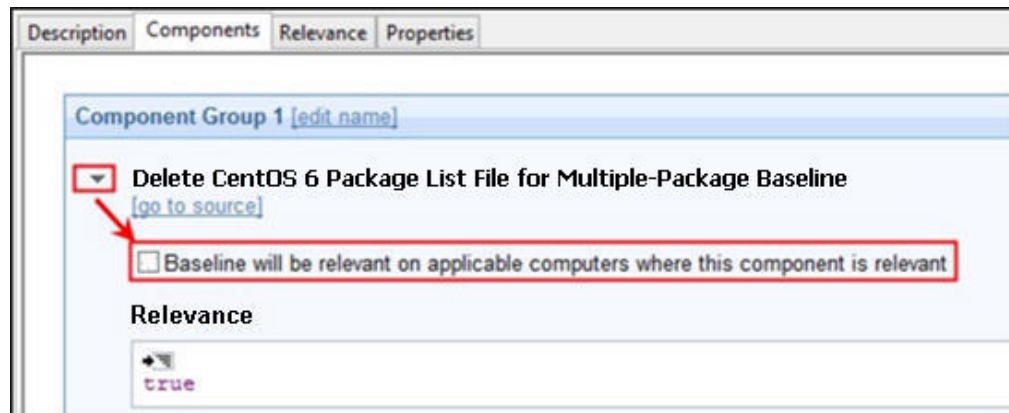 Description Components Relevance Properties
Component Group 1 [edit name]
Delete CentOS 6 Package List File for Multiple-Package Baseline
[go to source]
Baseline will be relevant on applicable computers where this component is relevant
Relevance
true